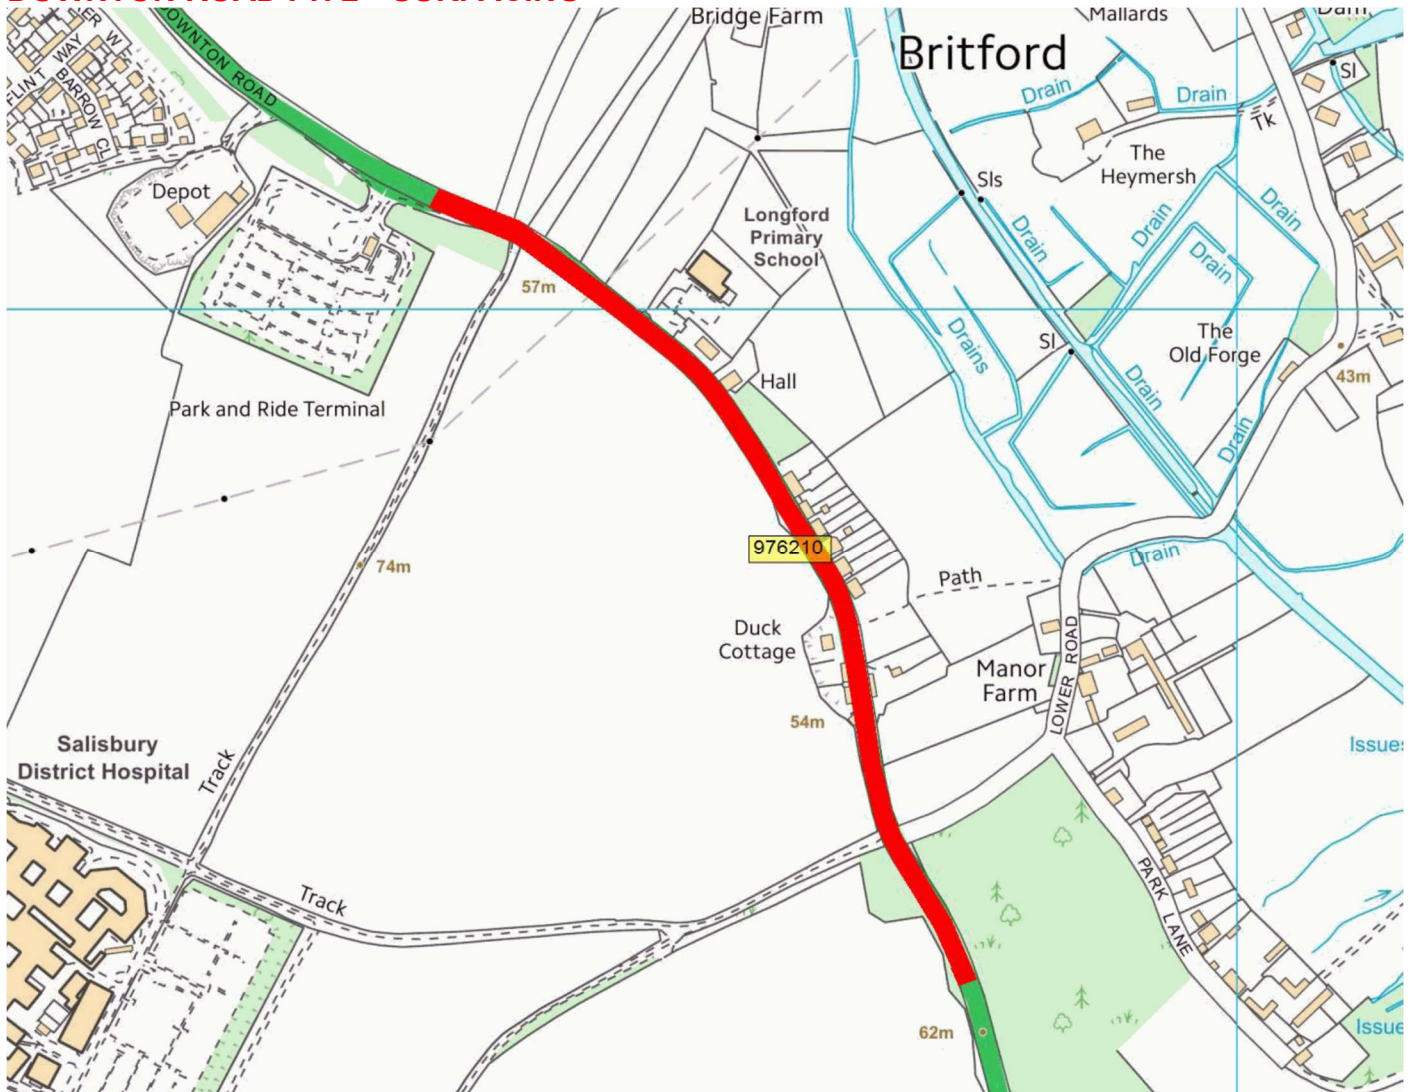 Bridge Farm
Mallards
Britford
DOWNTON ROAD
FLINT WAY
BARROW
CL
Drain
Drain
Sl
Tk
Depot
The
Heymersh
Sls
Longford
Primary
School
Drain
Drain
Drain
Drain
57m
Drains
Sl
The
Old Forge
43m
Hall
Drain
Park and Ride Terminal
Drain
976210
Drain
74m
Path
Duck
Cottage
LOWER ROAD
Manor
Farm
54m
Salisbury
District Hospital
Track
Track
PARK LANE
62m